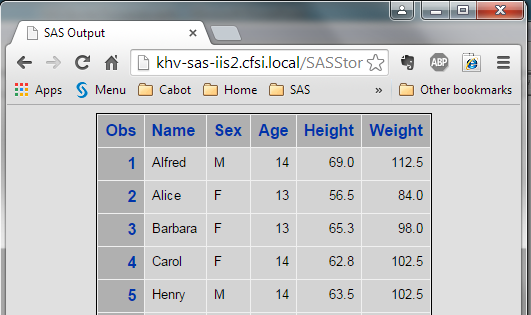 SAS Output
khv-sas-iis2.cfsi.local/SASStor
ABP
Apps Menu Cabot Home SAS » Other bookmarks
Obs Name Sex Age Height Weight
1 Alfred M 14 69.0 112.5
2 Alice F 13 56.5 84.0
3 Barbara F 13 65.3 98.0
4 Carol F 14 62.8 102.5
5 Henry M 14 63.5 102.5